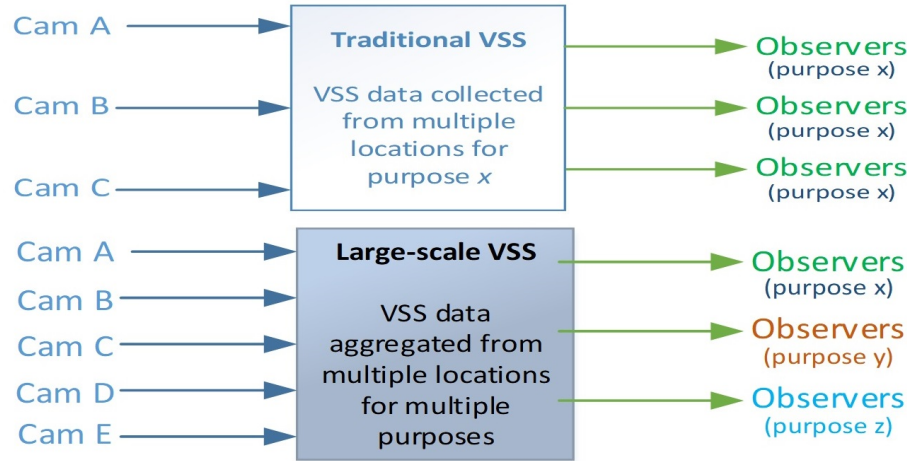 Cam A
Cam B
Cam C
Traditional VSS
VSS data collected
from multiple
locations for
purpose x
Observers
(purpose x)
Observers
(purpose x)
Observers
(purpose x)
Cam A
Cam B
Cam C
Cam D
Cam E
Large-scale VSS
VSS data
aggregated from
multiple locations
for multiple
purposes
Observers
(purpose x)
Observers
(purpose y)
Observers
(purpose z)